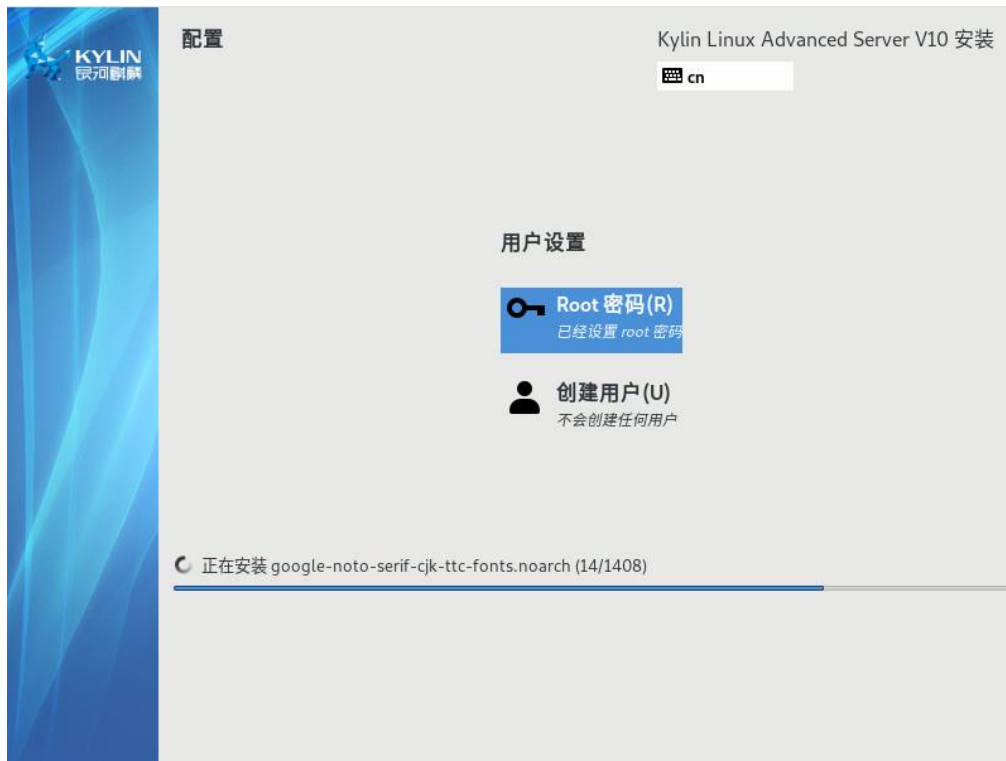 KYLIN
银河麒麟
配置
Kylin Linux Advanced Server V10 安装
cn
用户设置
Root 密码(R)
已经设置 root 密码
创建用户(U)
不会创建任何用户
正在安装 google-noto-serif-cjk-ttc-fonts.noarch (14/1408)